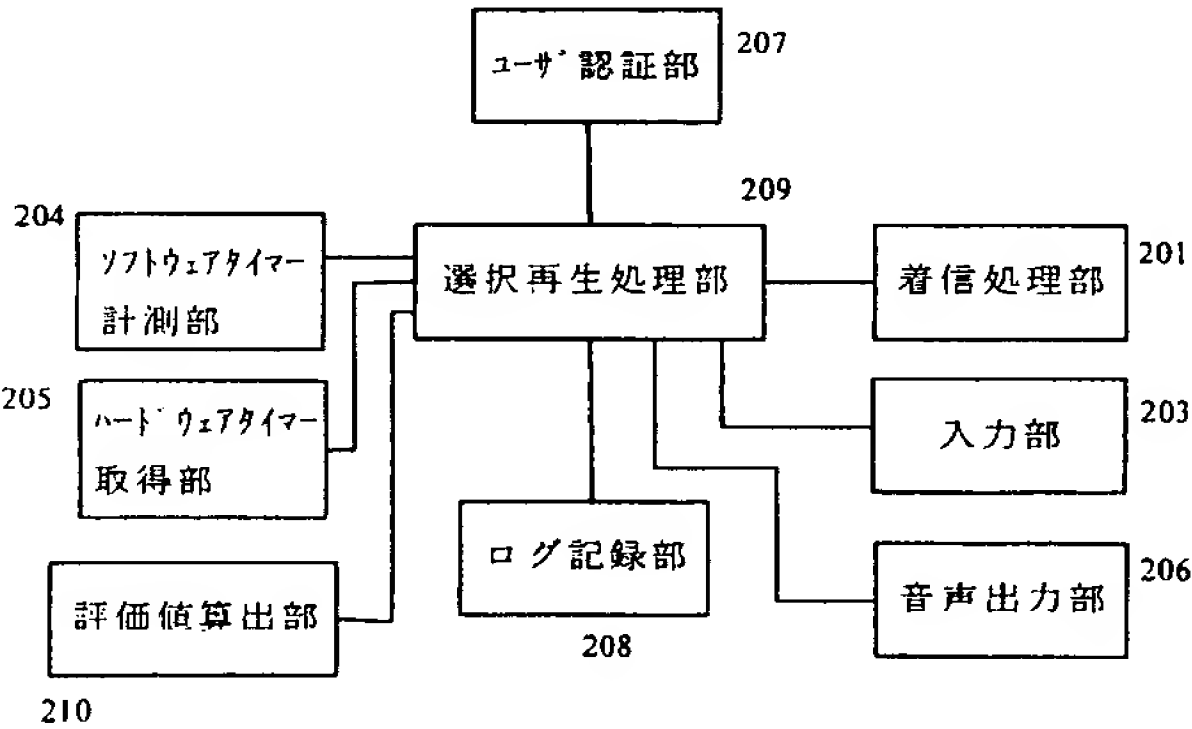 207
ユーザ認証部
209
204
ソフトウェアタイマー
計測部
選択再生処理部
201
着信処理部
205
ハードウェアタイマー
取得部
203
入力部
ログ記録部
208
206
音声出力部
評価値算出部
210